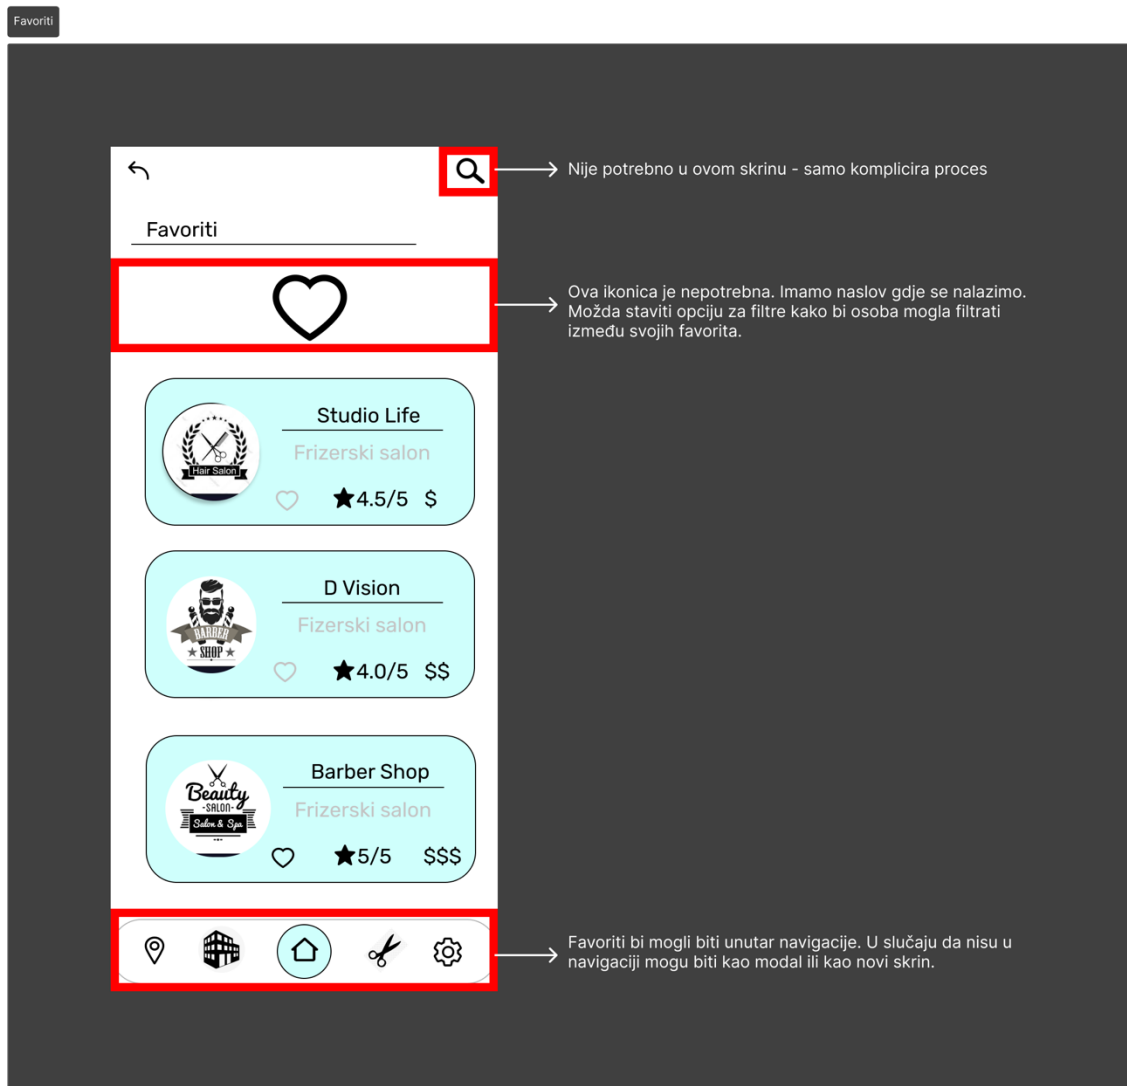 Favoriti
Nije potrebno u ovom skrinu - samo komplicira proces
Favoriti
Ova ikonica je nepotrebna. Imamo naslov gdje se nalazimo.
Možda staviti opciju za filtre kako bi osoba mogla filtrati
između svojih favorita.
Studio Life
Frizerski salon
Hair Salon
4.5/5 $
D Vision
Fizerski salon
BARBER
SHOP
4.0/5 $$
Barber Shop
Beauty
-SALON-
Frizerski salon
Salon & Spa
5/5 $$$
Favoriti bi mogli biti unutar navigacije. U slučaju da nisu u
navigaciji mogu biti kao modal ili kao novi skrin.